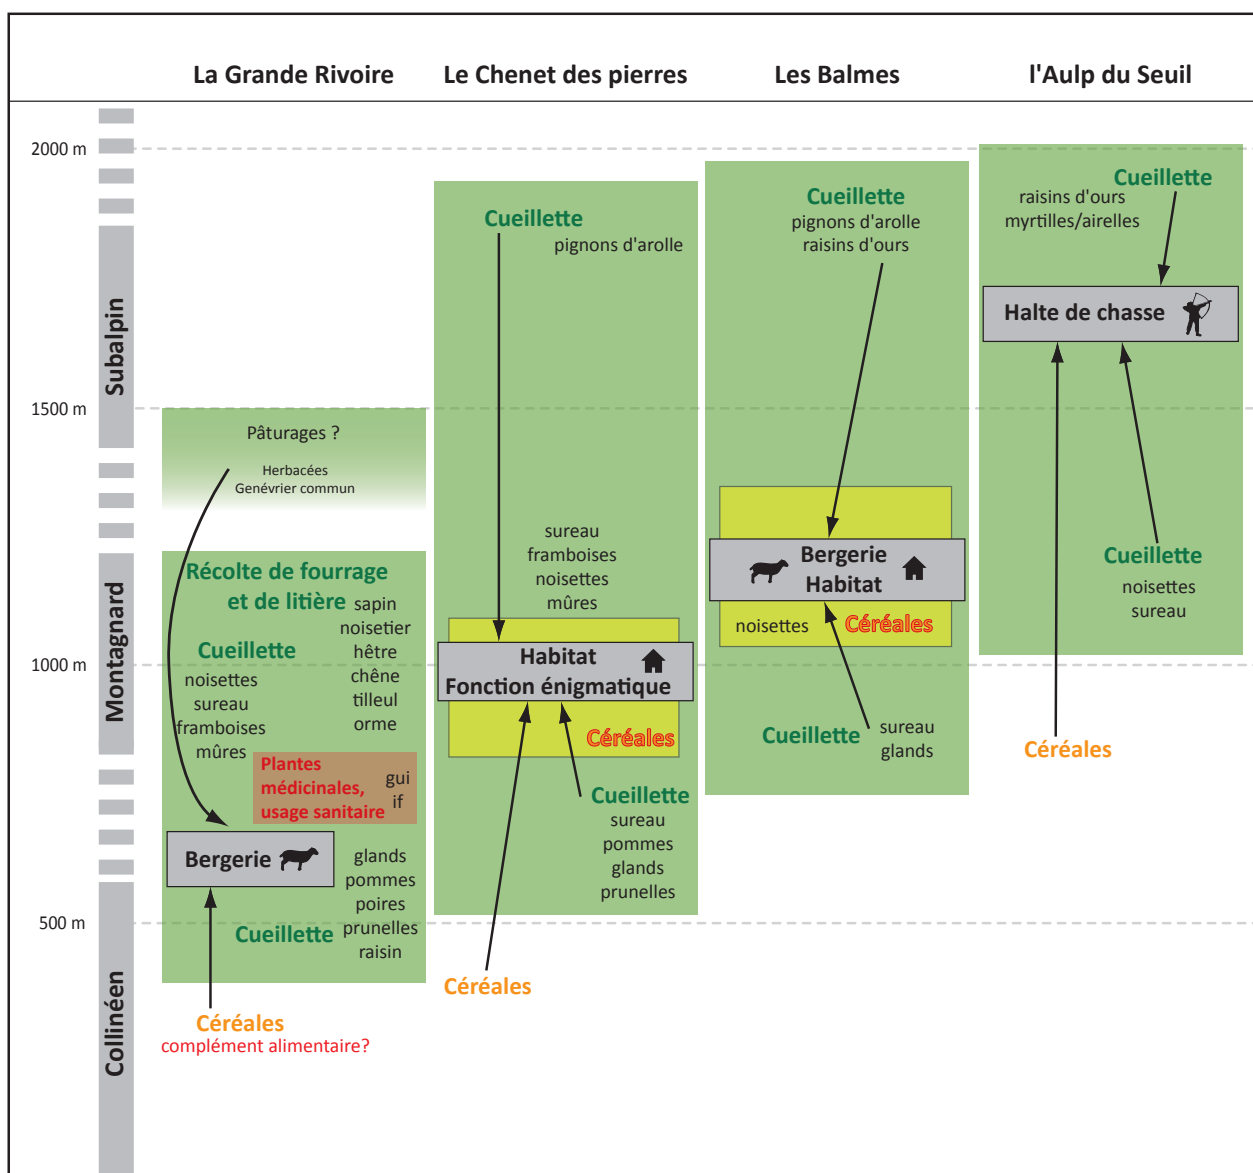 La Grande Rivoire
Le Chenet des pierres
Les Balmes
l'Aulp du Seuil
2000 m
1500 m
1000 m
500 m
Subalpin
Montagnard
Collinéen
Pâturages ?
Herbacées
Genévrier commun
Récolte de fourrage
et de litière
sapin
noisetier
hêtre
chêne
tilleul
orme
Cueillette
noisettes
sureau
framboises
mûres
Plantes
médicinales,
usage sanitaire
gui
if
Bergerie
glands
pommes
poires
prunelles
raisin
Cueillette
Céréales
complément alimentaire?
Cueillette
pignons d'arolle
sureau
framboises
noisettes
mûres
Habitat
Fonction énigmatique
Céréales
Cueillette
sureau
pommes
glands
prunelles
Céréales
Cueillette
pignons d'arolle
raisins d'ours
Bergerie
Habitat
noisettes
Céréales
Cueillette
sureau
glands
Cueillette
raisins d'ours
myrtilles/airelles
Halte de chasse
Cueillette
noisettes
sureau
Céréales